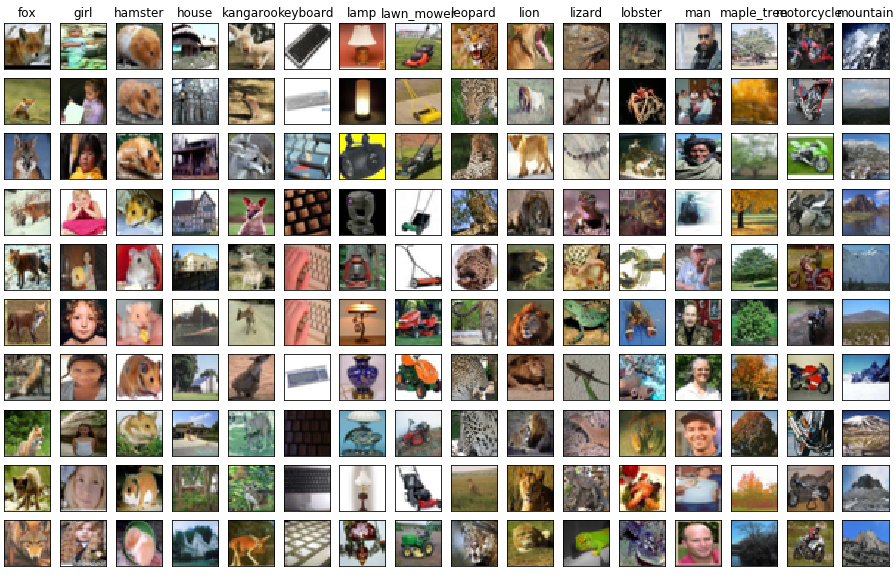 fox girl hamster house kangaroo keyboard lamp lawn_mower leopard lion lizard lobster man maple_tree motorcycle mountain